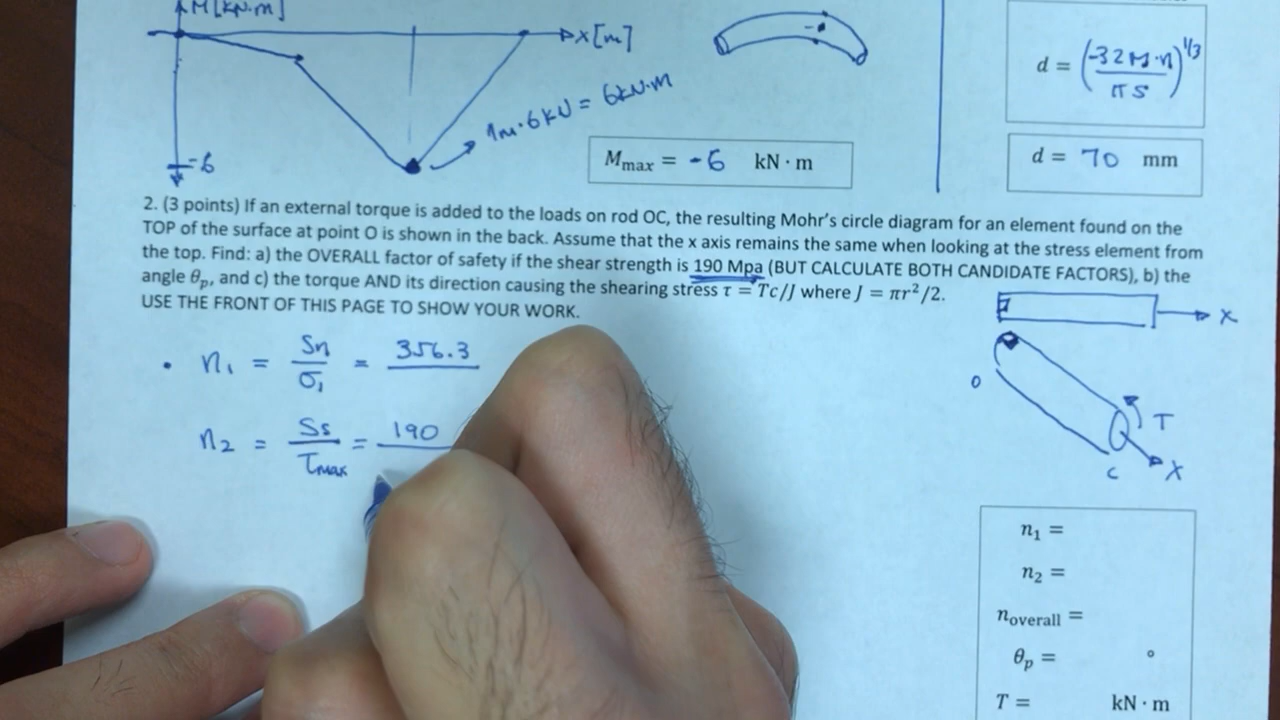 M [kN·m]
x [m]
-6
1m·6kN = 6kN·m
M_max = -6 kN · m
d = (-32M·n / πS)^1/3
d = 70 mm
2. (3 points) If an external torque is added to the loads on rod OC, the resulting Mohr's circle diagram for an element found on the
TOP of the surface at point O is shown in the back. Assume that the x axis remains the same when looking at the stress element from
the top. Find: a) the OVERALL factor of safety if the shear strength is 190 Mpa (BUT CALCULATE BOTH CANDIDATE FACTORS), b) the
angle θp, and c) the torque AND its direction causing the shearing stress τ = Tc/J where J = πr²/2.
USE THE FRONT OF THIS PAGE TO SHOW YOUR WORK.
• n₁ = Sn / σ₁ = 356.3
n₂ = Ss / τmax = 190
x
O
T
C
x
n₁ =
n₂ =
n_overall =
θp = °
T = kN · m